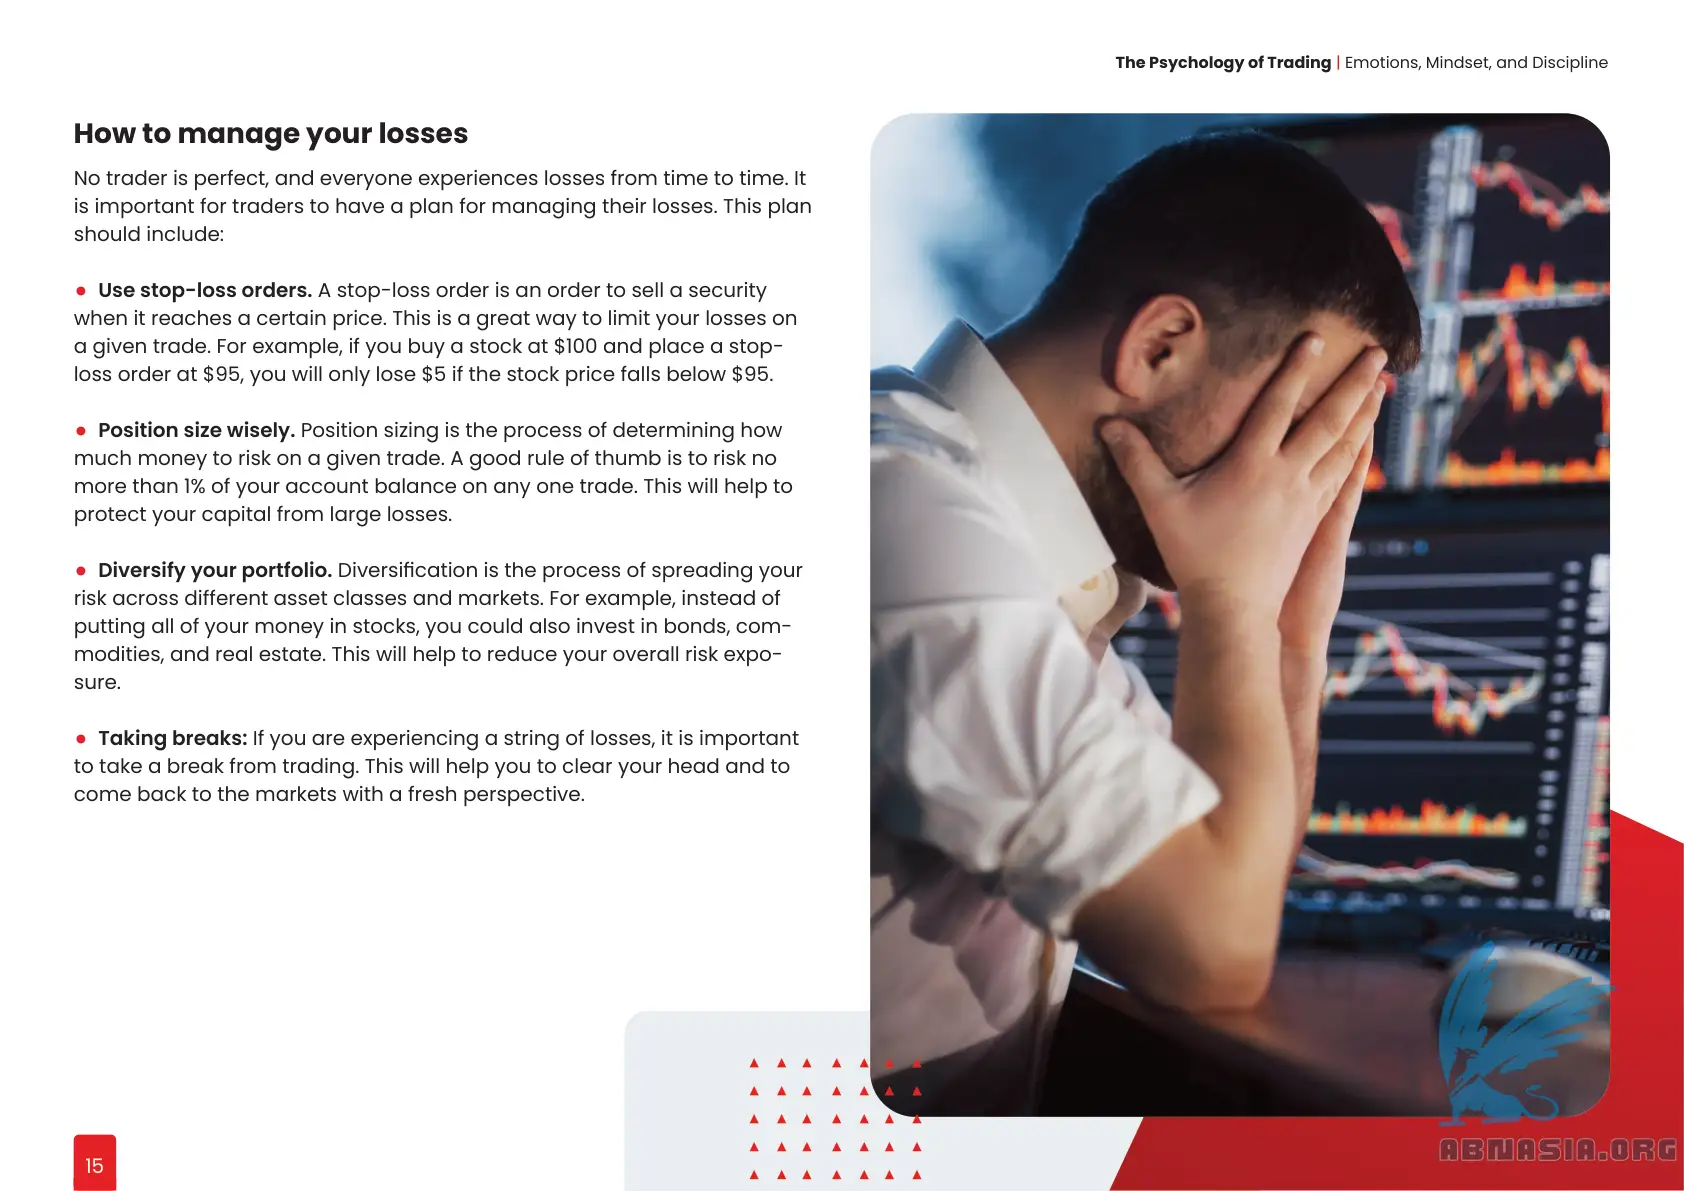 The Psychology of Trading | Emotions, Mindset, and Discipline
How to manage your losses
No trader is perfect, and everyone experiences losses from time to time. It
is important for traders to have a plan for managing their losses. This plan
should include:
• Use stop-loss orders. A stop-loss order is an order to sell a security
when it reaches a certain price. This is a great way to limit your losses on
a given trade. For example, if you buy a stock at $100 and place a stop-
loss order at $95, you will only lose $5 if the stock price falls below $95.
• Position size wisely. Position sizing is the process of determining how
much money to risk on a given trade. A good rule of thumb is to risk no
more than 1% of your account balance on any one trade. This will help to
protect your capital from large losses.
• Diversify your portfolio. Diversification is the process of spreading your
risk across different asset classes and markets. For example, instead of
putting all of your money in stocks, you could also invest in bonds, com-
modities, and real estate. This will help to reduce your overall risk expo-
sure.
• Taking breaks: If you are experiencing a string of losses, it is important
to take a break from trading. This will help you to clear your head and to
come back to the markets with a fresh perspective.
15
ABNASIA.ORG